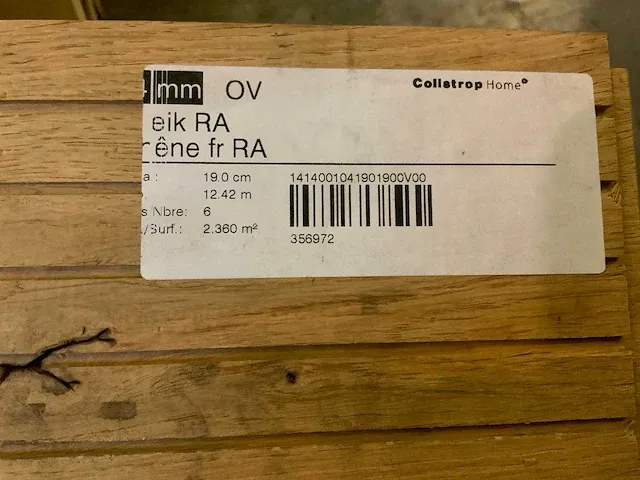 mm OV
Collstrop Home
eik RA
êne fr RA
a : 19.0 cm
12.42 m
s/Nbre: 6
./Surf.: 2.360 m²
1414001041901900V00
356972